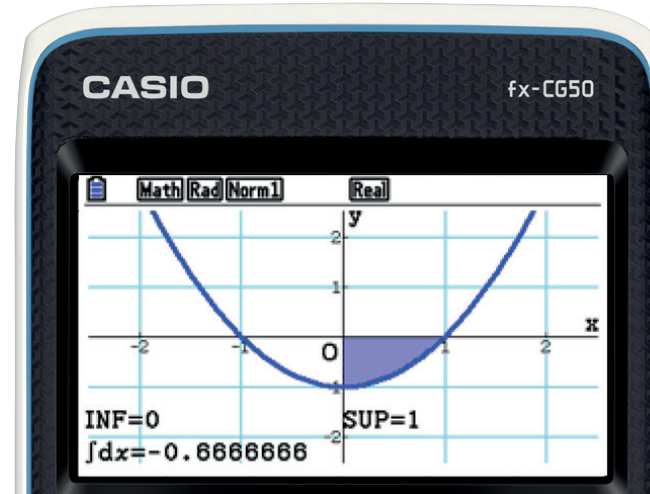 CASIO
fx-CG50
Math Rad Norm1 Real
y
2
1
x
-2 -1 O 1 2
-1
INF=0 SUP=1
-2
∫dx=-0.6666666